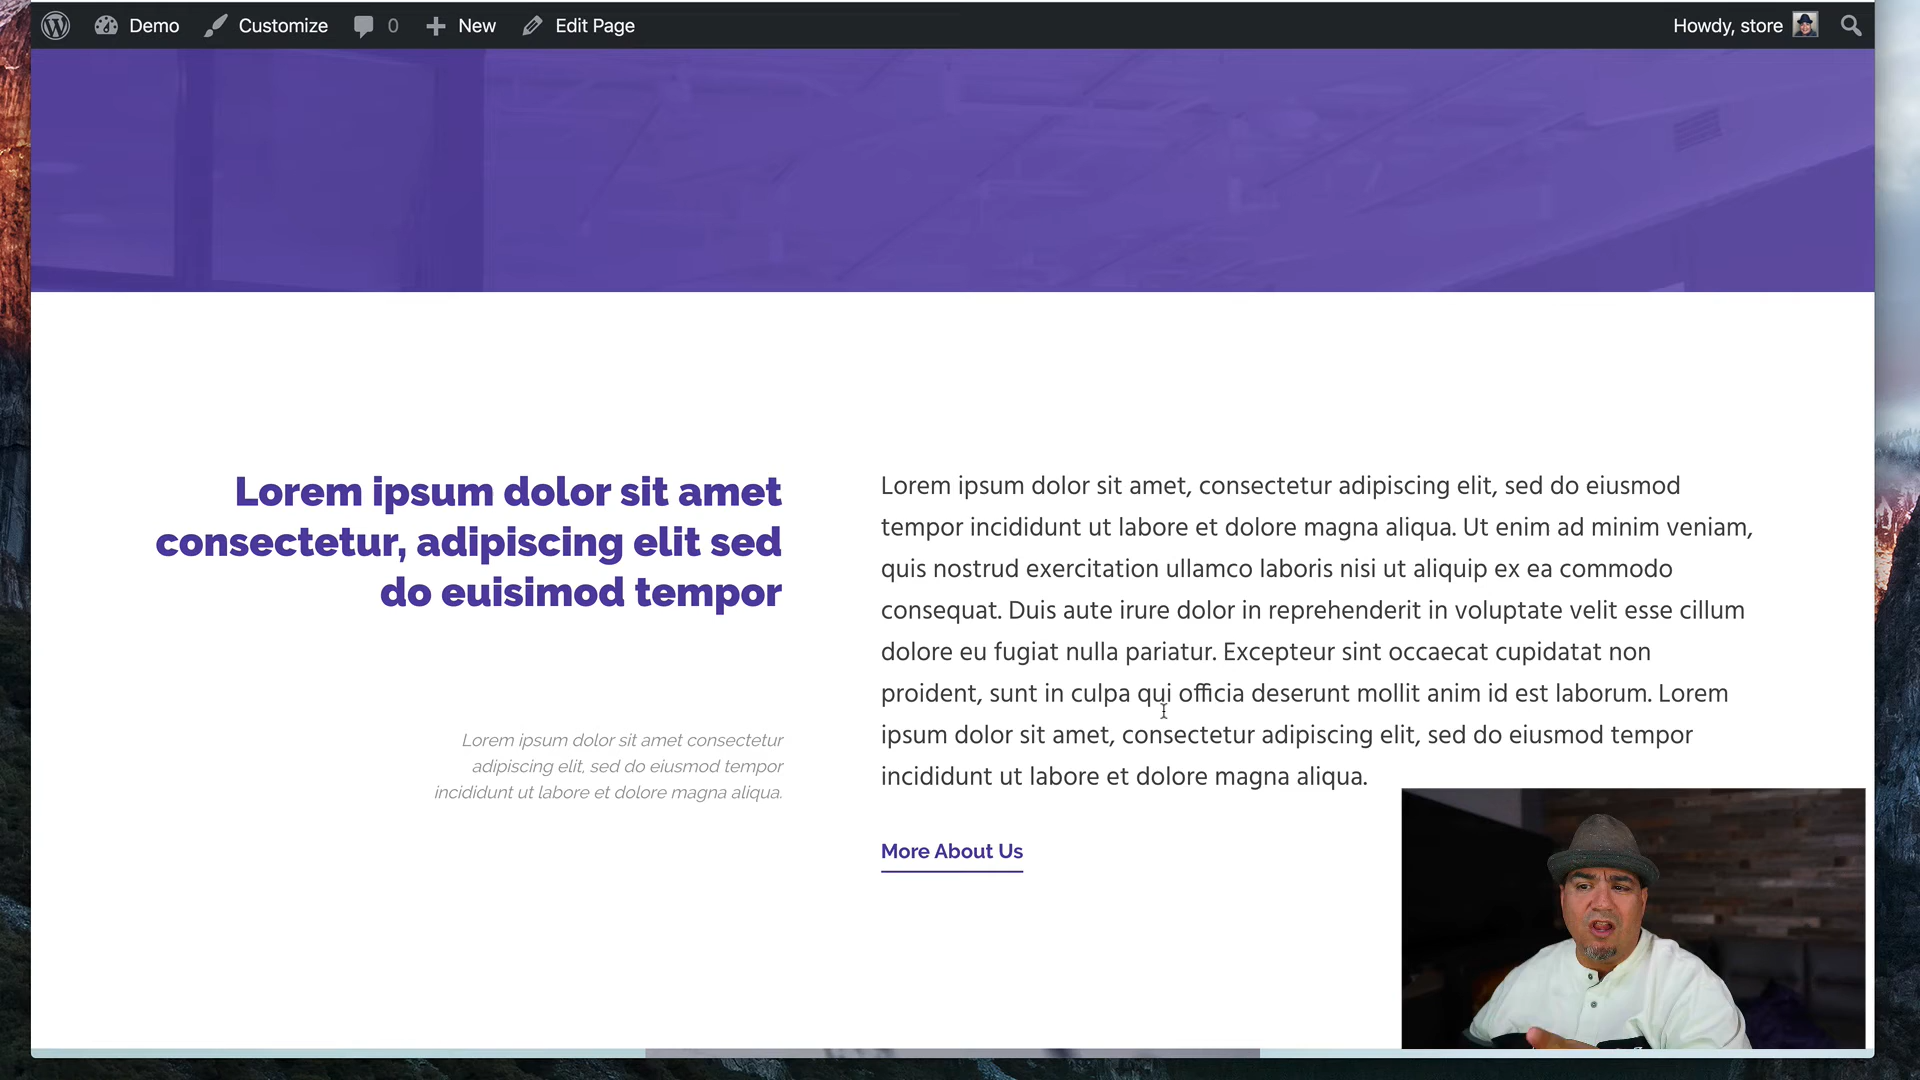 Demo Customize 0 New Edit Page Howdy, store
Lorem ipsum dolor sit amet
consectetur, adipiscing elit sed
do euisimod tempor
Lorem ipsum dolor sit amet consectetur
adipiscing elit, sed do eiusmod tempor
incididunt ut labore et dolore magna aliqua.
Lorem ipsum dolor sit amet, consectetur adipiscing elit, sed do eiusmod
tempor incididunt ut labore et dolore magna aliqua. Ut enim ad minim veniam,
quis nostrud exercitation ullamco laboris nisi ut aliquip ex ea commodo
consequat. Duis aute irure dolor in reprehenderit in voluptate velit esse cillum
dolore eu fugiat nulla pariatur. Excepteur sint occaecat cupidatat non
proident, sunt in culpa qui officia deserunt mollit anim id est laborum. Lorem
ipsum dolor sit amet, consectetur adipiscing elit, sed do eiusmod tempor
incididunt ut labore et dolore magna aliqua.
More About Us